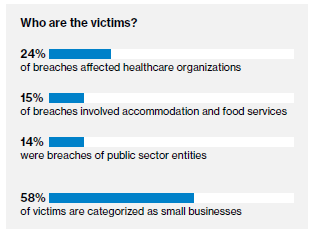 Who are the victims?
24%
of breaches affected healthcare organizations
15%
of breaches involved accommodation and food services
14%
were breaches of public sector entities
58%
of victims are categorized as small businesses